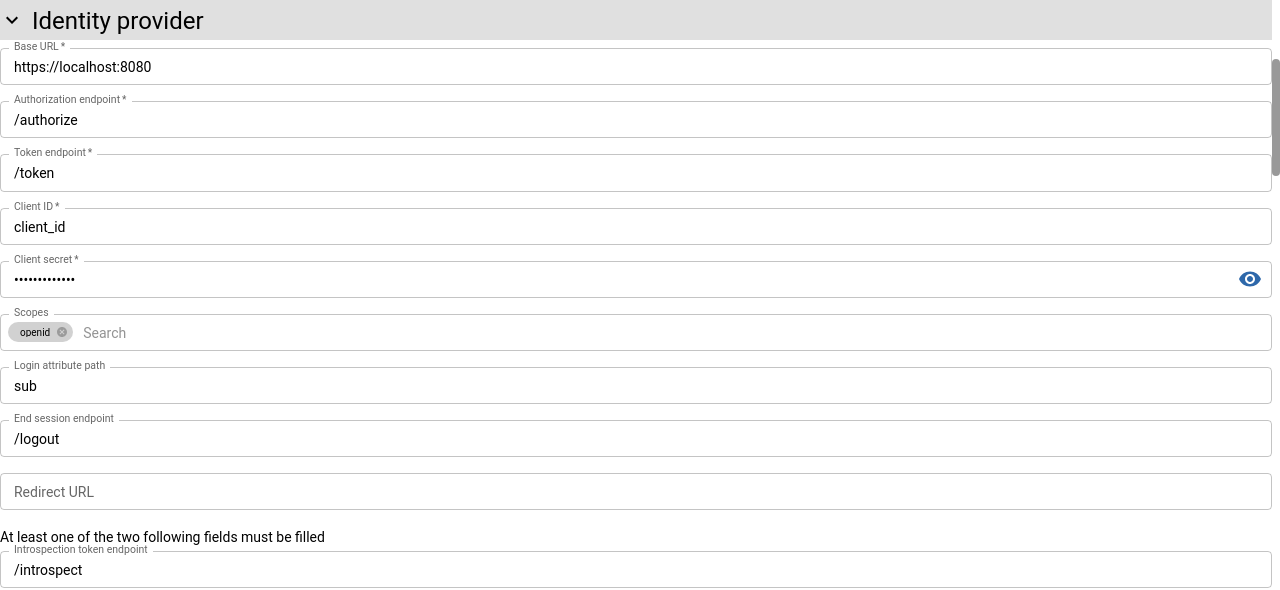 Identity provider
Base URL *
https://localhost:8080
Authorization endpoint *
/authorize
Token endpoint *
/token
Client ID *
client_id
Client secret *
•••••••••••••
Scopes
openid Search
Login attribute path
sub
End session endpoint
/logout
Redirect URL
At least one of the two following fields must be filled
Introspection token endpoint
/introspect